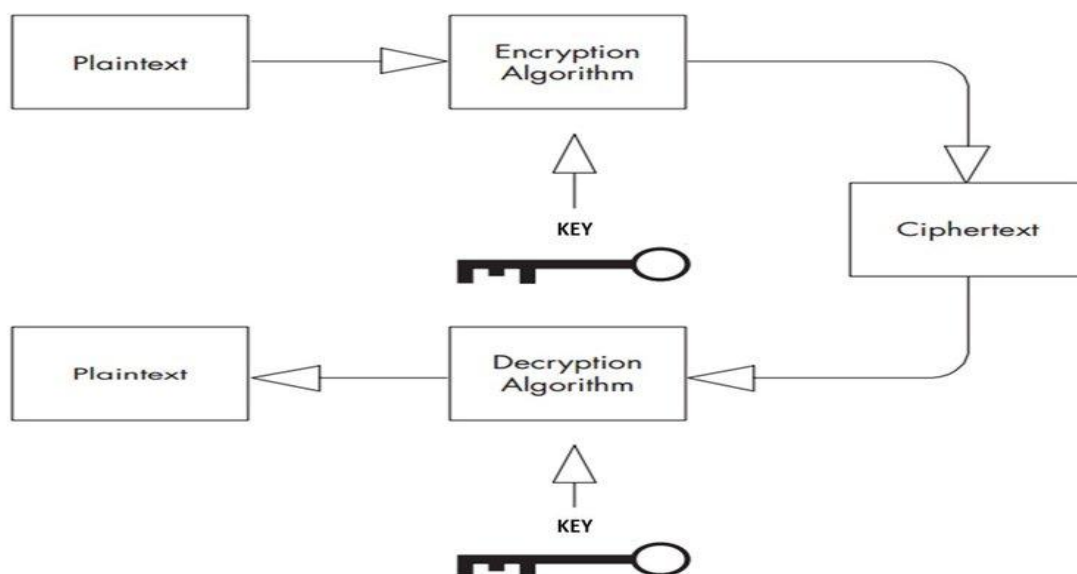 Plaintext
Encryption
Algorithm
KEY
Ciphertext
Plaintext
Decryption
Algorithm
KEY